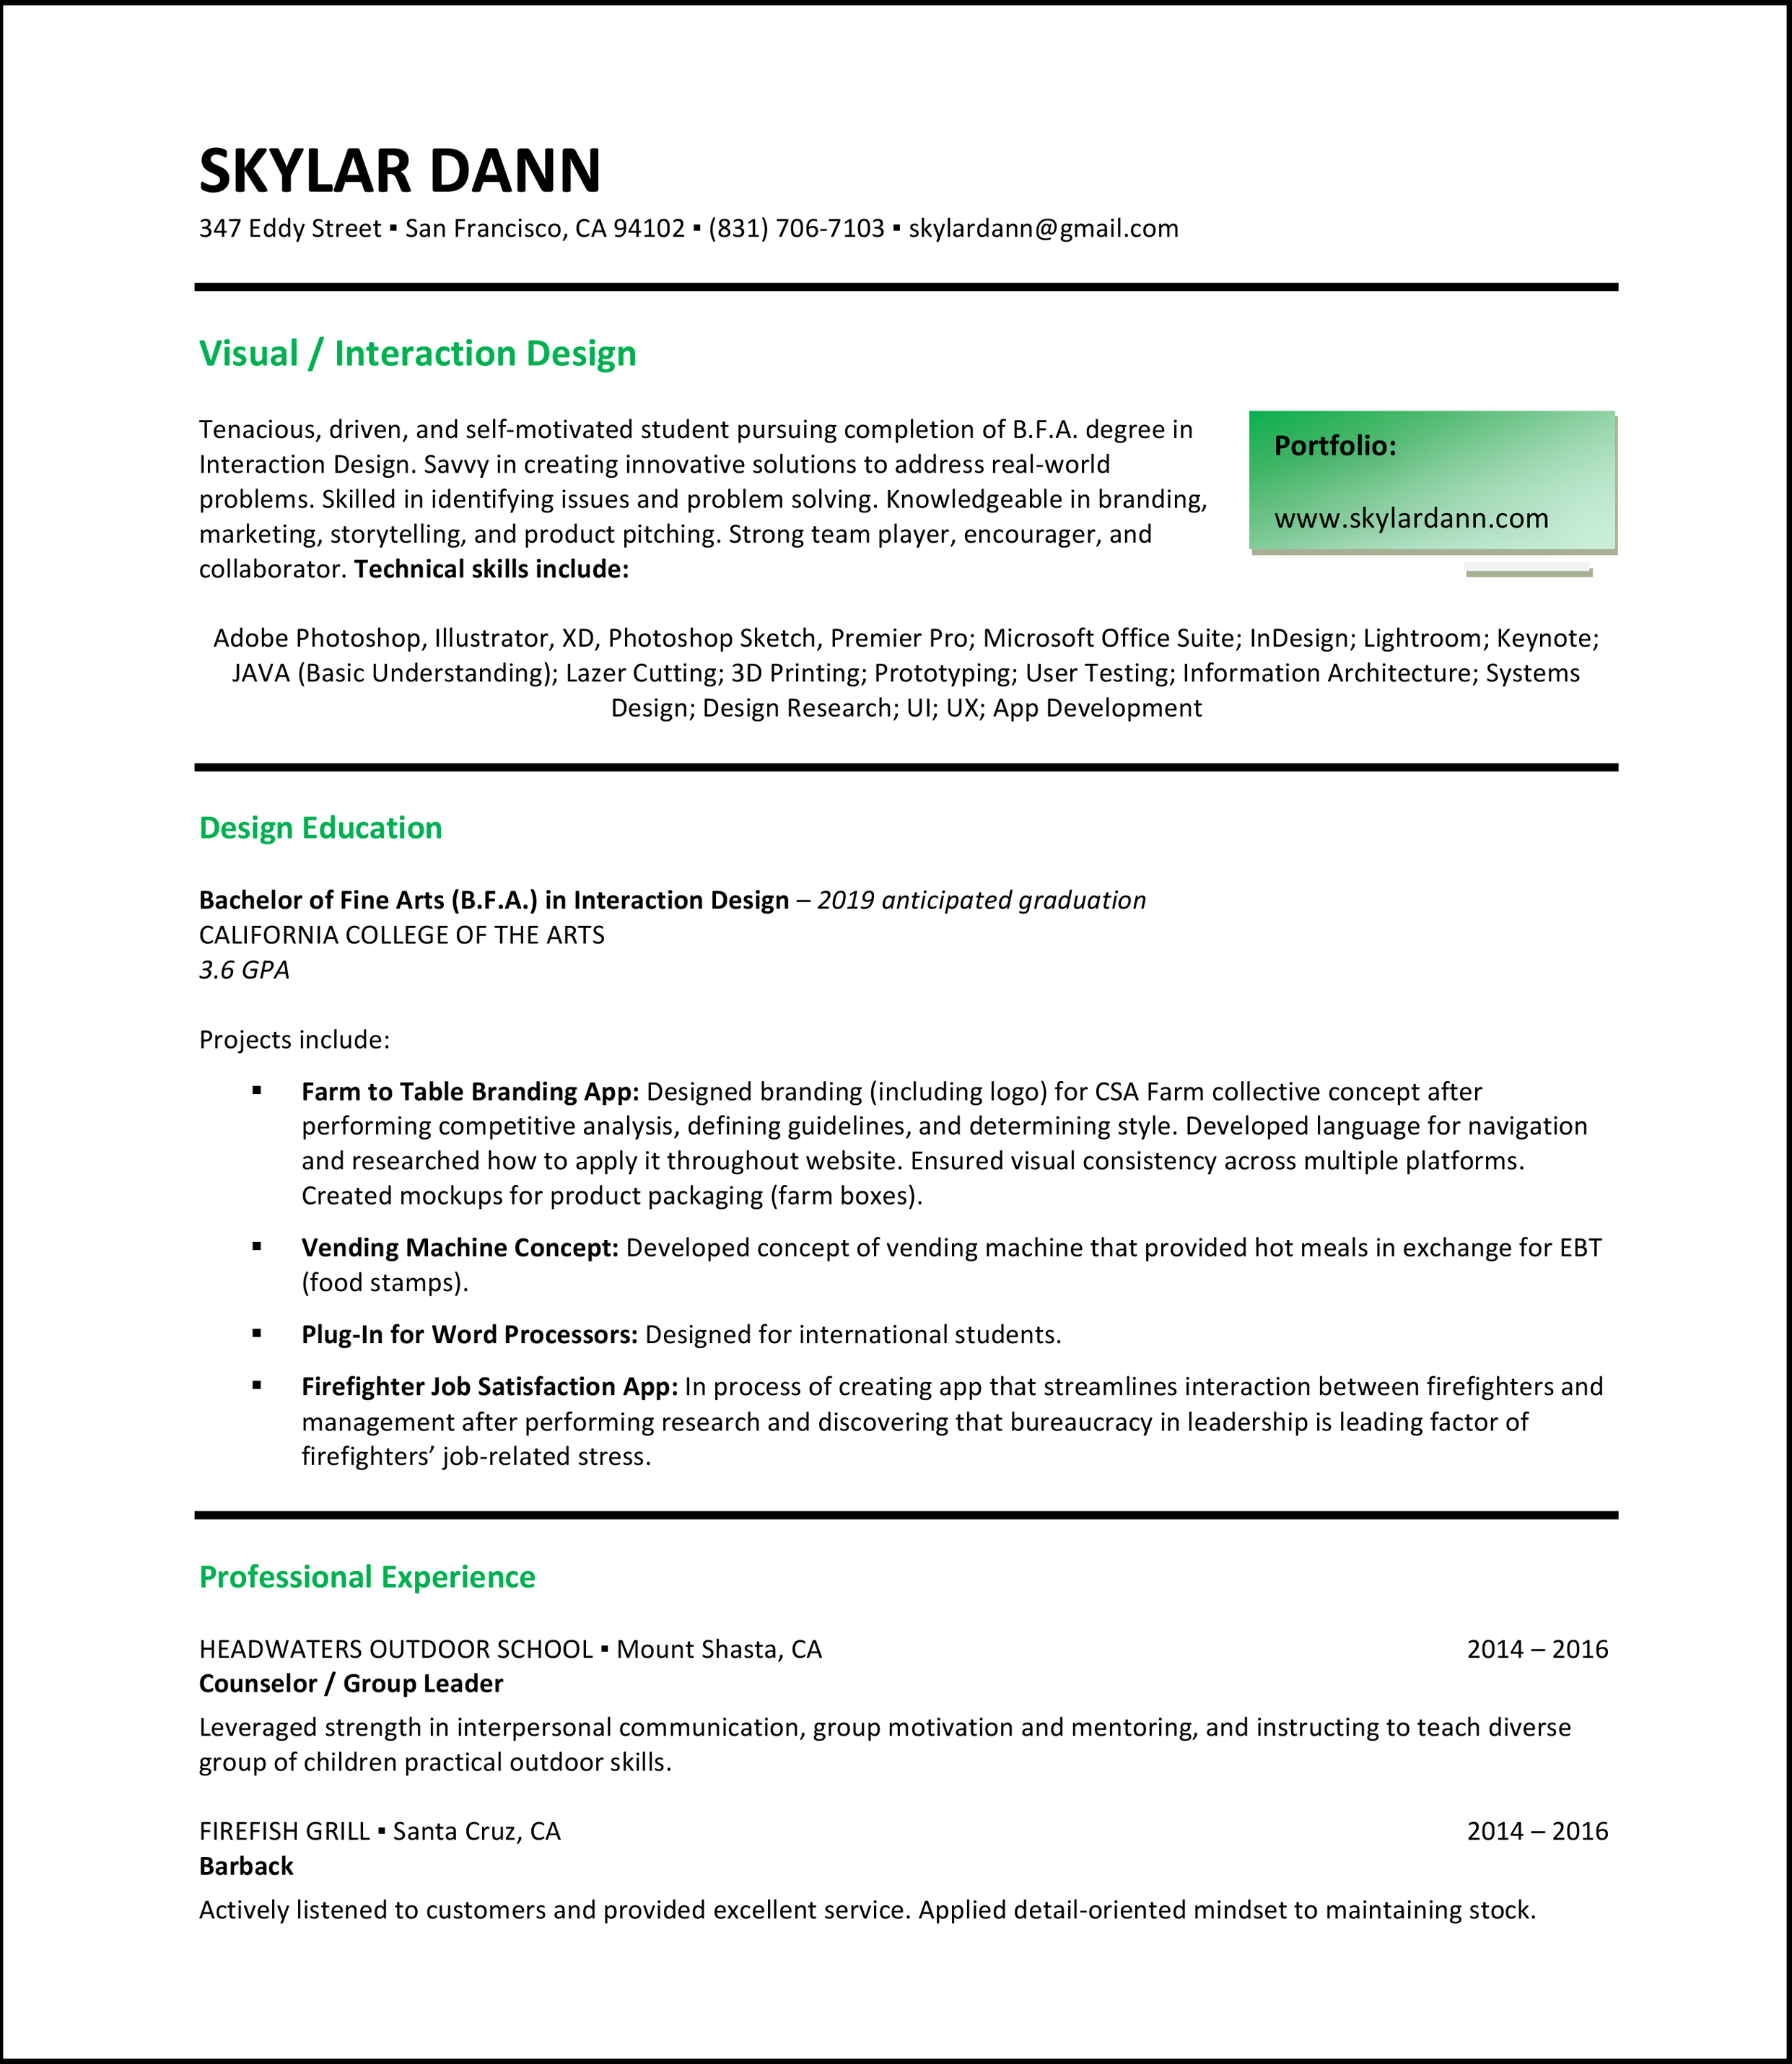 SKYLAR DANN
347 Eddy Street ▪ San Francisco, CA 94102 ▪ (831) 706-7103 ▪ skylardann@gmail.com
Visual / Interaction Design
Tenacious, driven, and self-motivated student pursuing completion of B.F.A. degree in
Interaction Design. Savvy in creating innovative solutions to address real-world
problems. Skilled in identifying issues and problem solving. Knowledgeable in branding,
marketing, storytelling, and product pitching. Strong team player, encourager, and
collaborator. Technical skills include:
Portfolio:
www.skylardann.com
Adobe Photoshop, Illustrator, XD, Photoshop Sketch, Premier Pro; Microsoft Office Suite; InDesign; Lightroom; Keynote;
JAVA (Basic Understanding); Lazer Cutting; 3D Printing; Prototyping; User Testing; Information Architecture; Systems
Design; Design Research; UI; UX; App Development
Design Education
Bachelor of Fine Arts (B.F.A.) in Interaction Design – 2019 anticipated graduation
CALIFORNIA COLLEGE OF THE ARTS
3.6 GPA
Projects include:
▪ Farm to Table Branding App: Designed branding (including logo) for CSA Farm collective concept after
performing competitive analysis, defining guidelines, and determining style. Developed language for navigation
and researched how to apply it throughout website. Ensured visual consistency across multiple platforms.
Created mockups for product packaging (farm boxes).
▪ Vending Machine Concept: Developed concept of vending machine that provided hot meals in exchange for EBT
(food stamps).
▪ Plug-In for Word Processors: Designed for international students.
▪ Firefighter Job Satisfaction App: In process of creating app that streamlines interaction between firefighters and
management after performing research and discovering that bureaucracy in leadership is leading factor of
firefighters’ job-related stress.
Professional Experience
HEADWATERS OUTDOOR SCHOOL ▪ Mount Shasta, CA 2014 – 2016
Counselor / Group Leader
Leveraged strength in interpersonal communication, group motivation and mentoring, and instructing to teach diverse
group of children practical outdoor skills.
FIREFISH GRILL ▪ Santa Cruz, CA 2014 – 2016
Barback
Actively listened to customers and provided excellent service. Applied detail-oriented mindset to maintaining stock.